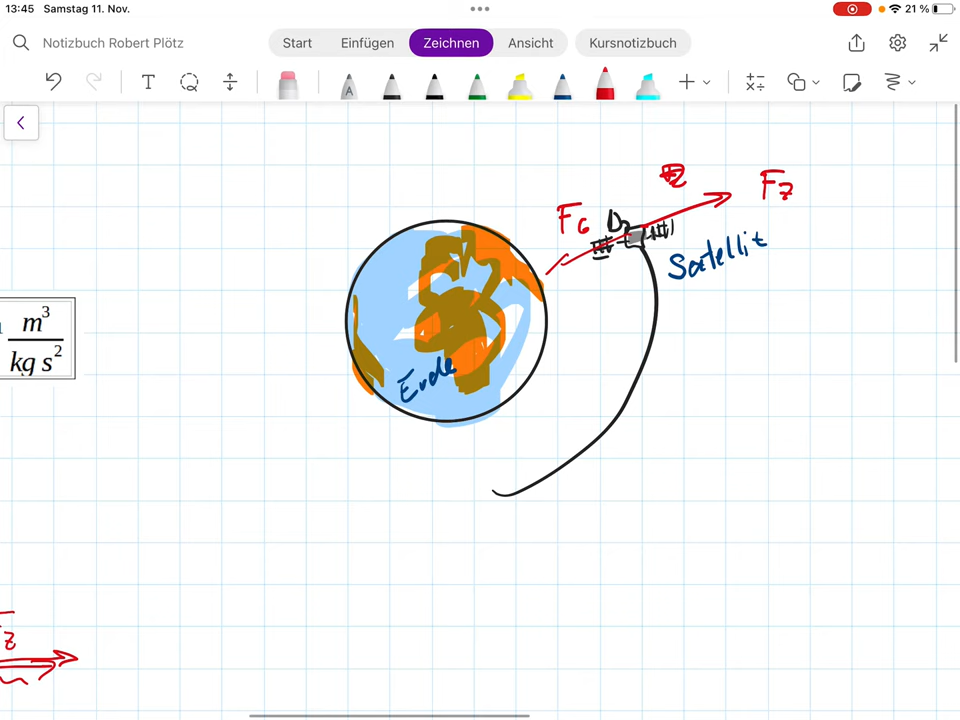 13:45 Samstag 11. Nov.
21 %
Notizbuch Robert Plötz
Start Einfügen Zeichnen Ansicht Kursnotizbuch
T
A
FG
Fz
Satellit
Erde
m³
kg s²
z